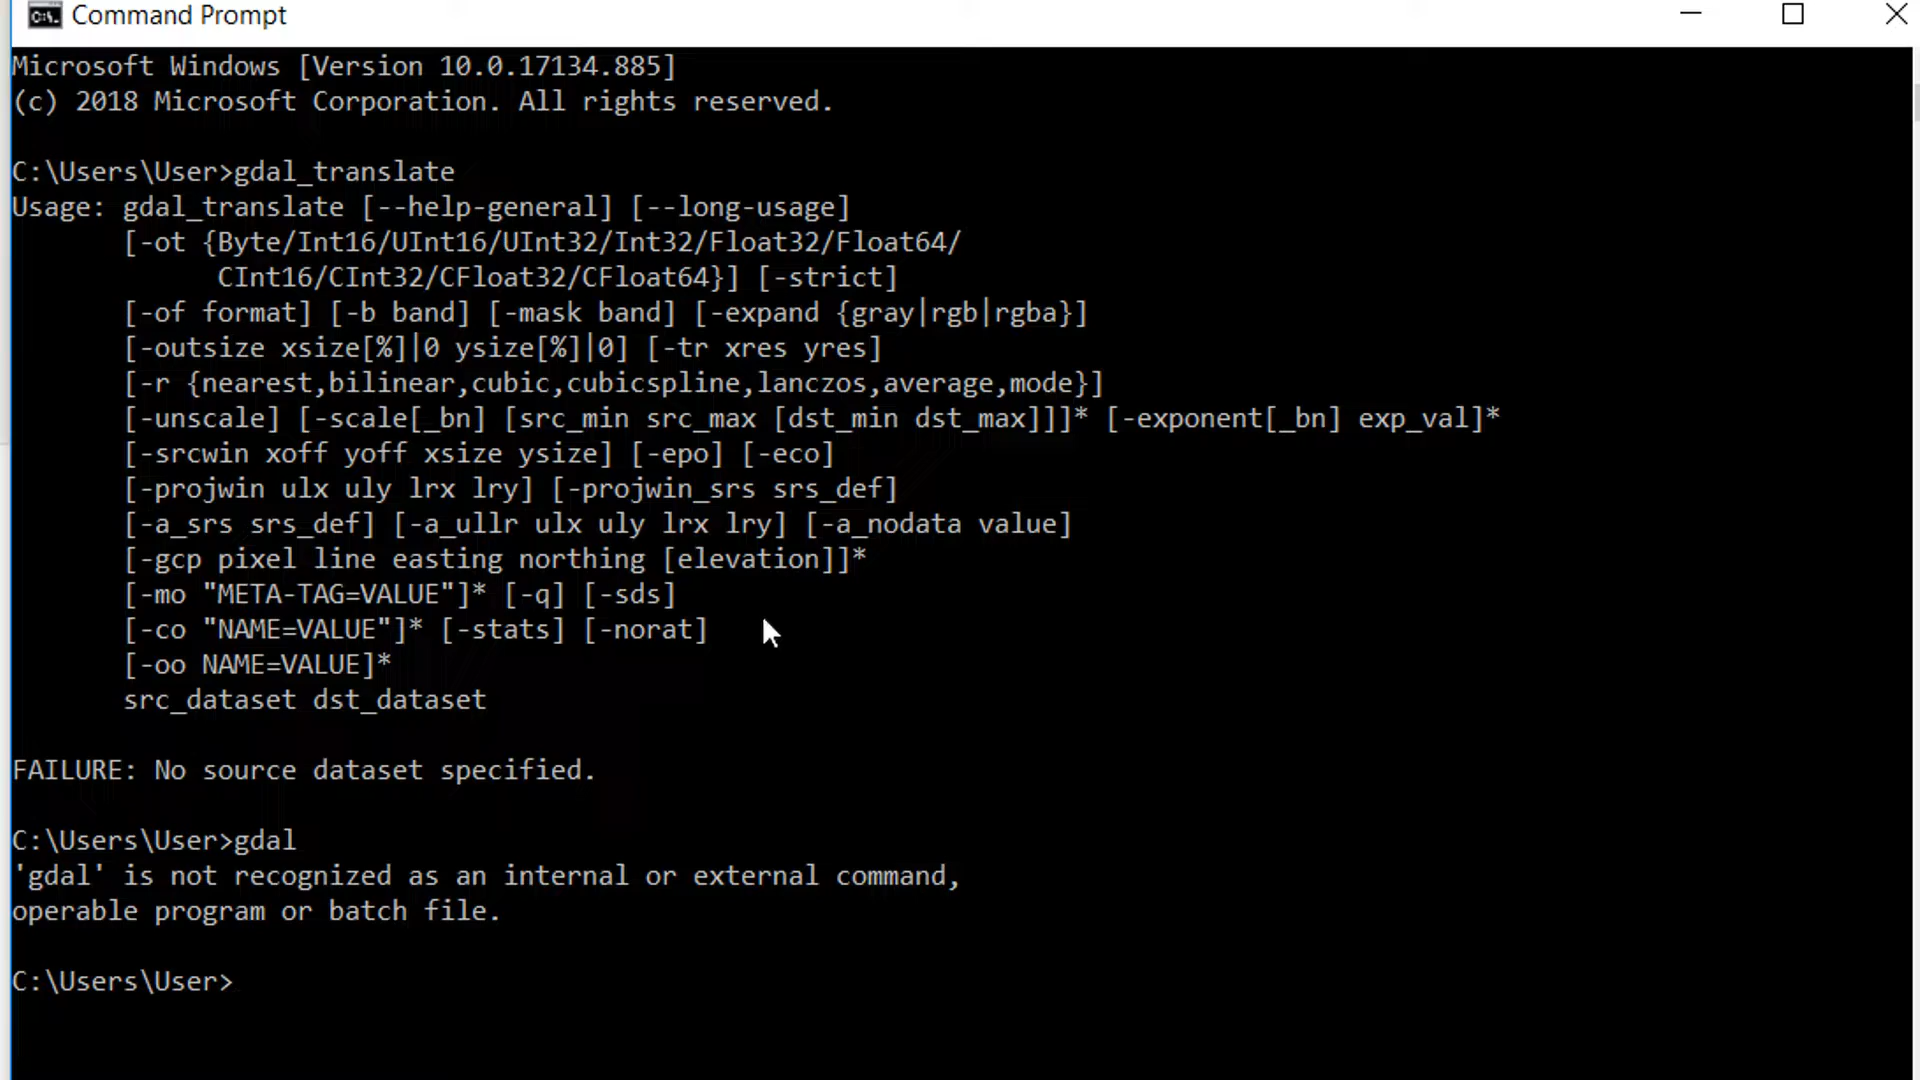 Command Prompt
Microsoft Windows [Version 10.0.17134.885]
(c) 2018 Microsoft Corporation. All rights reserved.
C:\Users\User>gdal_translate
Usage: gdal_translate [--help-general] [--long-usage]
[-ot {Byte/Int16/UInt16/UInt32/Int32/Float32/Float64/
CInt16/CInt32/CFloat32/CFloat64}] [-strict]
[-of format] [-b band] [-mask band] [-expand {gray|rgb|rgba}]
[-outsize xsize[%]|0 ysize[%]|0] [-tr xres yres]
[-r {nearest,bilinear,cubic,cubicspline,lanczos,average,mode}]
[-unscale] [-scale[_bn] [src_min src_max [dst_min dst_max]]]* [-exponent[_bn] exp_val]*
[-srcwin xoff yoff xsize ysize] [-epo] [-eco]
[-projwin ulx uly lrx lry] [-projwin_srs srs_def]
[-a_srs srs_def] [-a_ullr ulx uly lrx lry] [-a_nodata value]
[-gcp pixel line easting northing [elevation]]*
[-mo "META-TAG=VALUE"]* [-q] [-sds]
[-co "NAME=VALUE"]* [-stats] [-norat]
[-oo NAME=VALUE]*
src_dataset dst_dataset
FAILURE: No source dataset specified.
C:\Users\User>gdal
'gdal' is not recognized as an internal or external command,
operable program or batch file.
C:\Users\User>